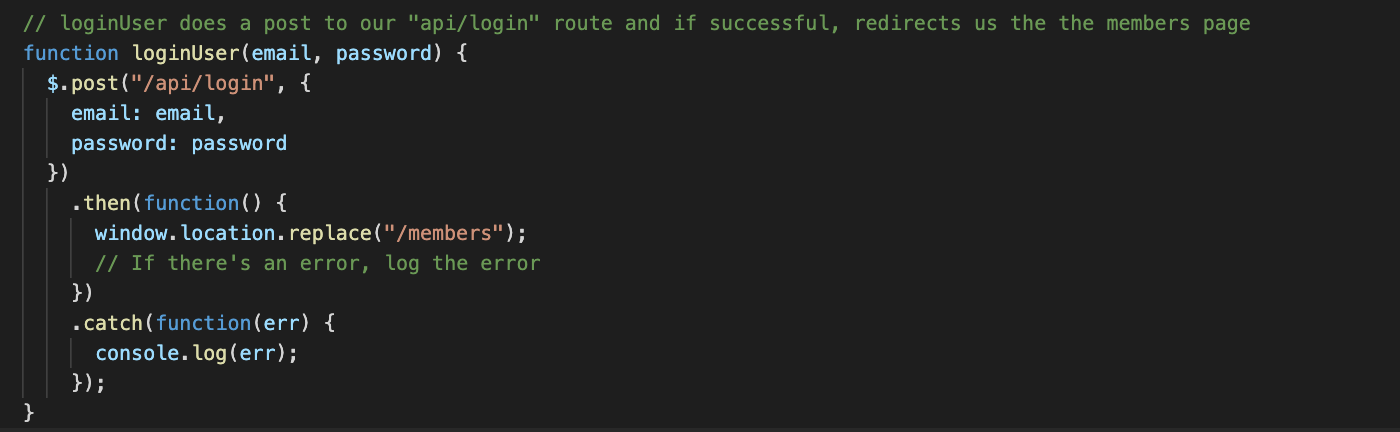 // loginUser does a post to our "api/login" route and if successful, redirects us the the members page
function loginUser(email, password) {
  $.post("/api/login", {
    email: email,
    password: password
  })
    .then(function() {
      window.location.replace("/members");
      // If there's an error, log the error
    })
    .catch(function(err) {
      console.log(err);
    });
}